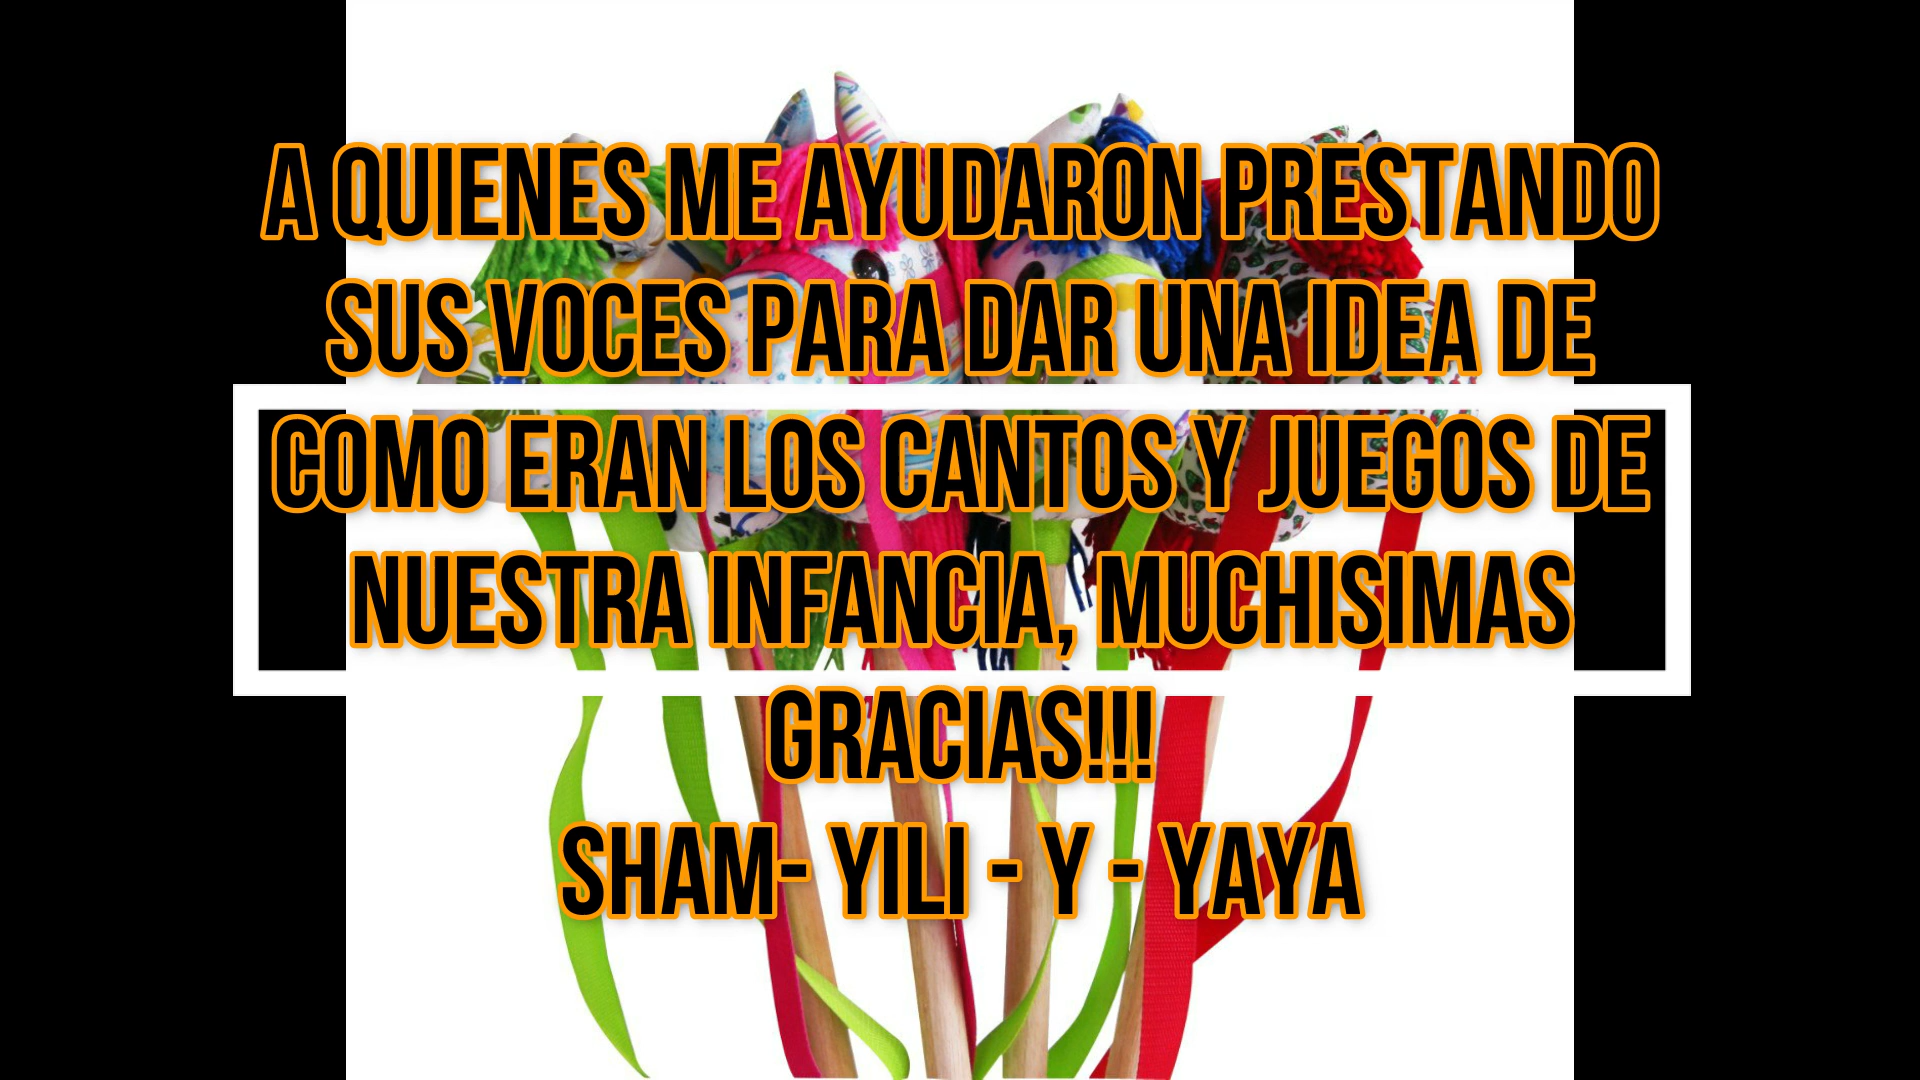 A QUIENES ME AYUDARON PRESTANDO
SUS VOCES PARA DAR UNA IDEA DE
COMO ERAN LOS CANTOS Y JUEGOS DE
NUESTRA INFANCIA, MUCHISIMAS
GRACIAS!!!
SHAM- YILI - Y - YAYA